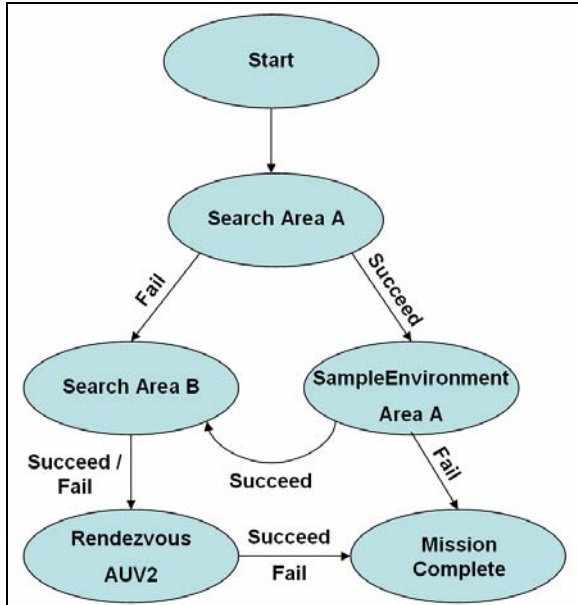 Start
Search Area A
Fail
Succeed
Search Area B
SampleEnvironment
Area A
Succeed /
Fail
Succeed
Fail
Rendezvous
AUV2
Succeed
Fail
Mission
Complete